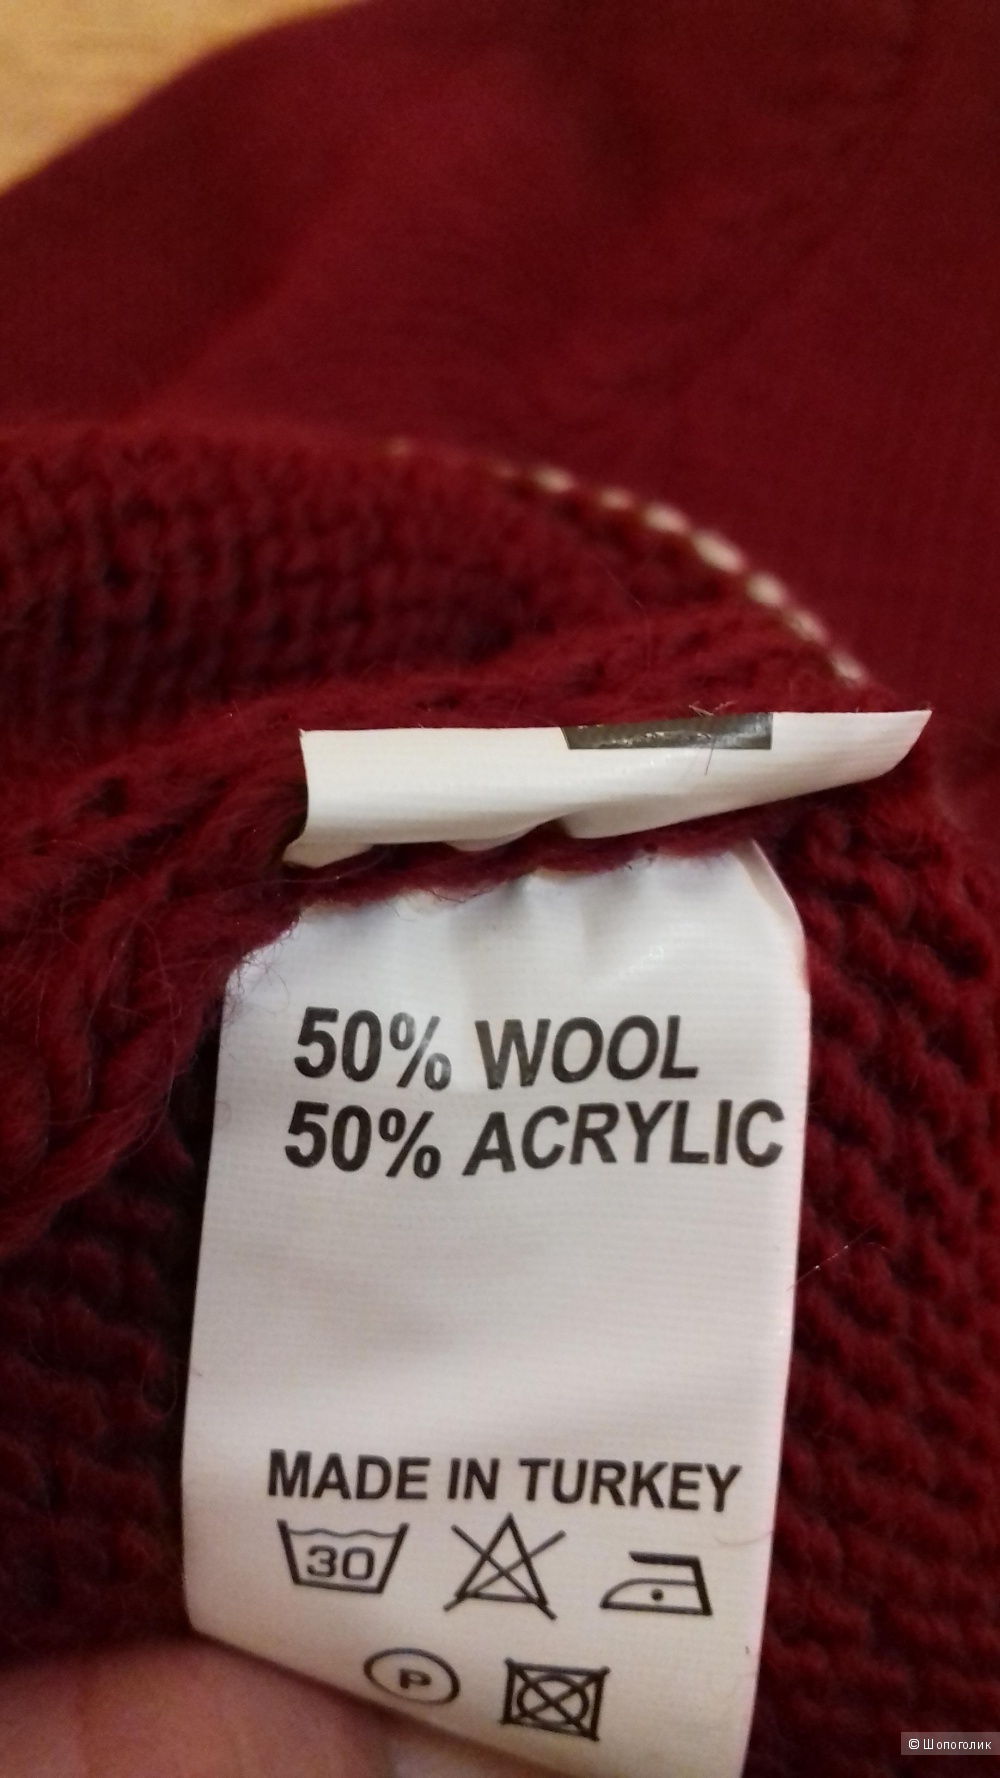 50% WOOL
50% ACRYLIC
MADE IN TURKEY
30
P
© Шопоголик